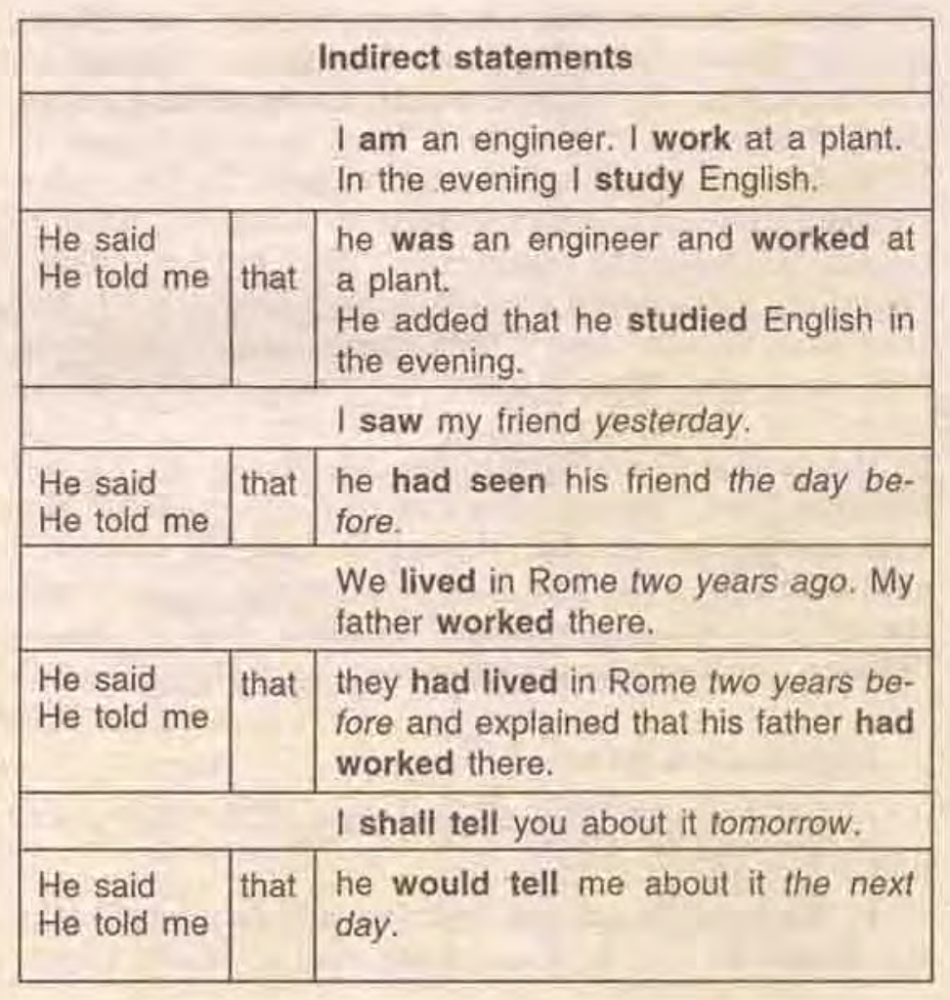 Indirect statements
I am an engineer. I work at a plant.
In the evening I study English.
He said
He told me
that
he was an engineer and worked at
a plant.
He added that he studied English in
the evening.
I saw my friend yesterday.
He said
He told me
that
he had seen his friend the day be-
fore.
We lived in Rome two years ago. My
father worked there.
He said
He told me
that
they had lived in Rome two years be-
fore and explained that his father had
worked there.
I shall tell you about it tomorrow.
He said
He told me
that
he would tell me about it the next
day.